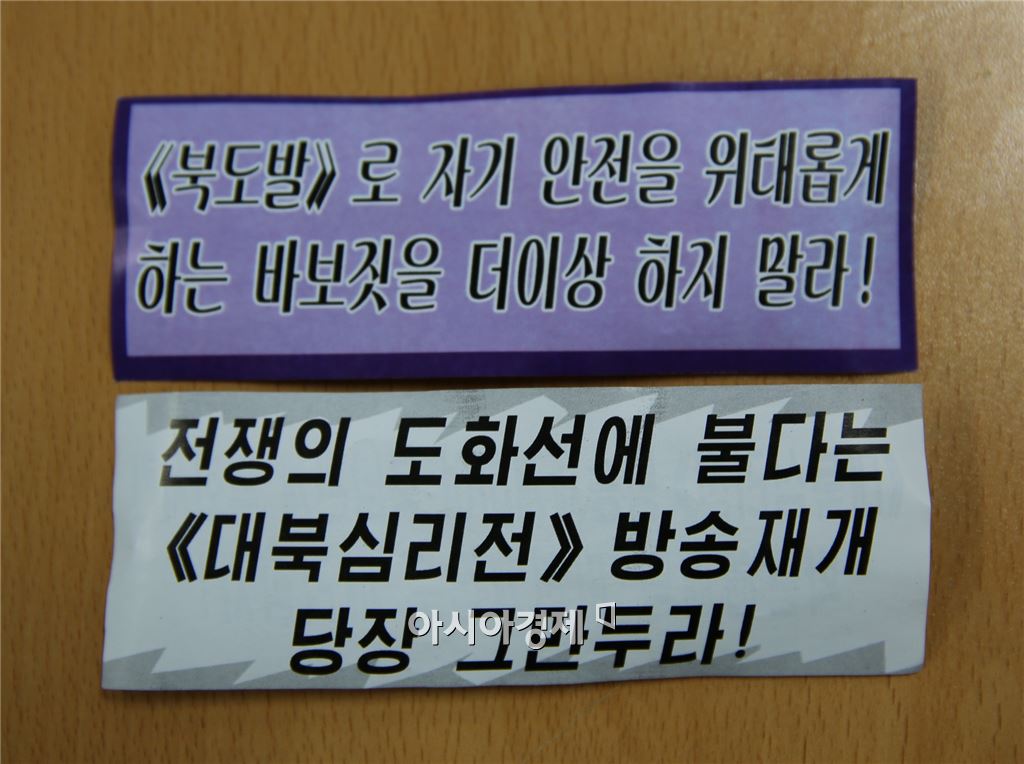 《북도발》로 자기 안전을 위태롭게
하는 바보짓을 더이상 하지 말라!
전쟁의 도화선에 불다는
《대북심리전》방송재개
당장 그만두라!
아시아경제